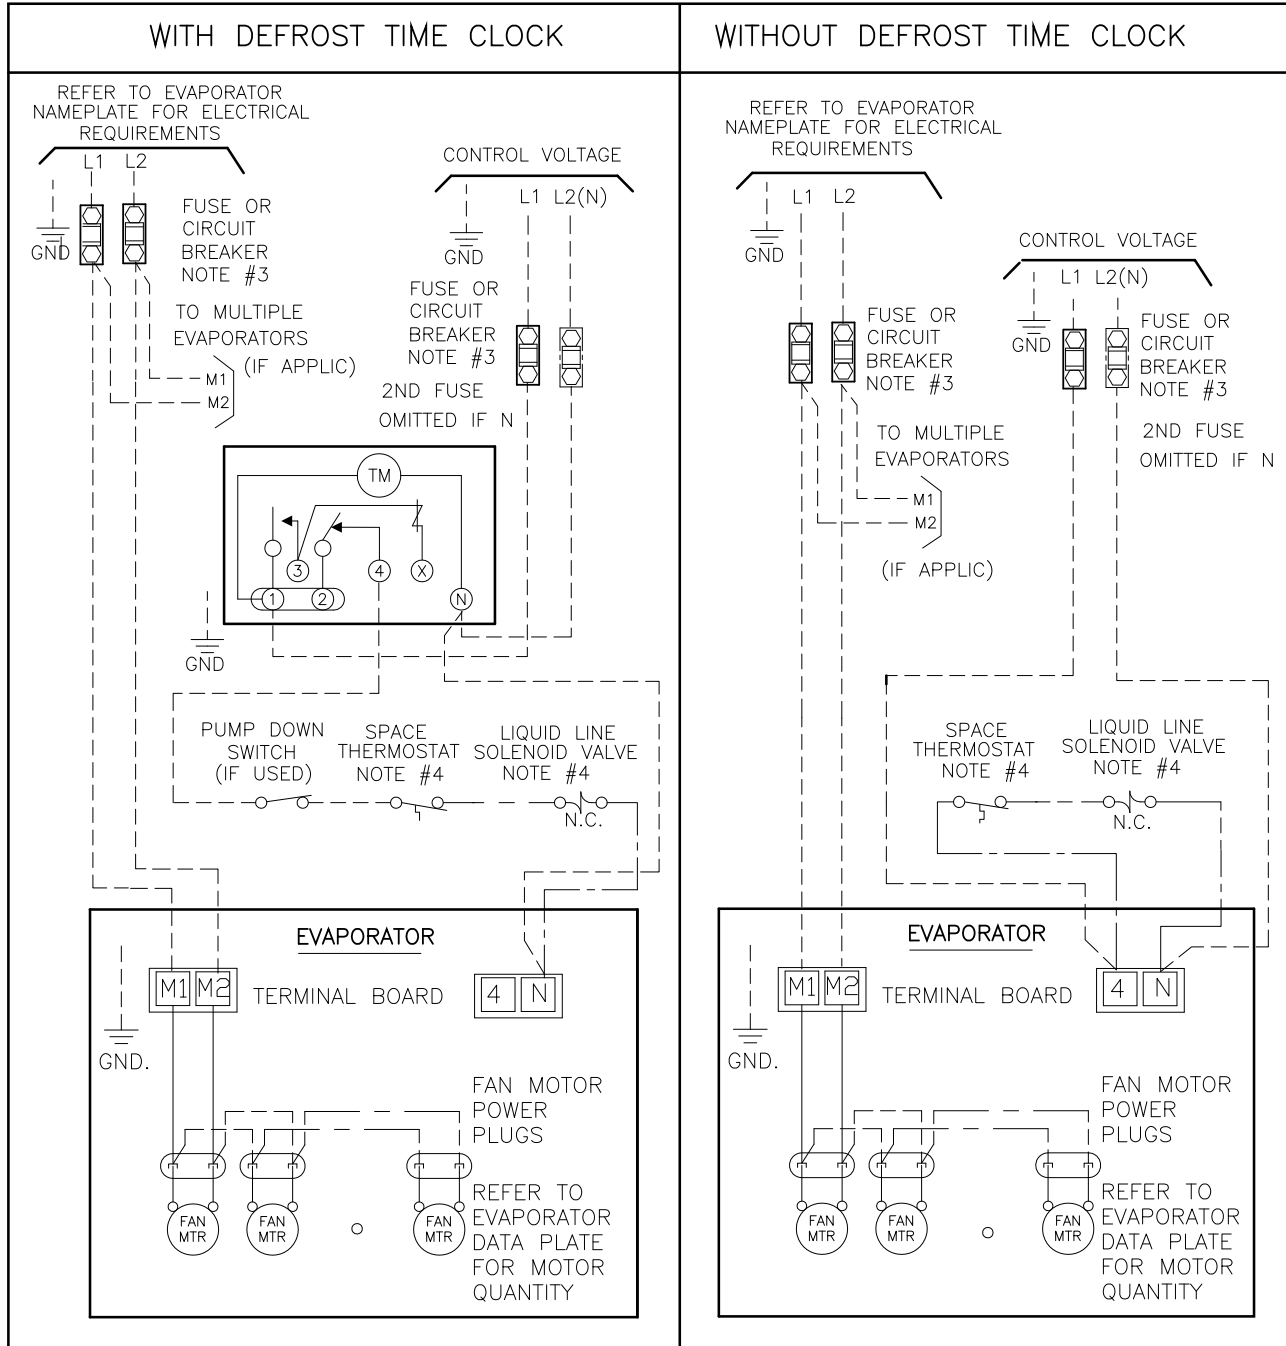 WITH DEFROST TIME CLOCK
REFER TO EVAPORATOR
NAMEPLATE FOR ELECTRICAL
REQUIREMENTS
L1 L2
GND
FUSE OR
CIRCUIT
BREAKER
NOTE #3
CONTROL VOLTAGE
L1 L2(N)
GND
TO MULTIPLE
EVAPORATORS
(IF APPLIC)
M1
M2
FUSE OR
CIRCUIT
BREAKER
NOTE #3
2ND FUSE
OMITTED IF N
TM
3 4 X
1 2 N
GND
PUMP DOWN
SWITCH
(IF USED)
SPACE
THERMOSTAT
NOTE #4
LIQUID LINE
SOLENOID VALVE
NOTE #4
N.C.
EVAPORATOR
M1 M2
TERMINAL BOARD
4 N
GND.
FAN MOTOR
POWER
PLUGS
FAN
MTR
FAN
MTR
FAN
MTR
REFER TO
EVAPORATOR
DATA PLATE
FOR MOTOR
QUANTITY
WITHOUT DEFROST TIME CLOCK
REFER TO EVAPORATOR
NAMEPLATE FOR ELECTRICAL
REQUIREMENTS
L1 L2
GND
CONTROL VOLTAGE
L1 L2(N)
GND
FUSE OR
CIRCUIT
BREAKER
NOTE #3
FUSE OR
CIRCUIT
BREAKER
NOTE #3
TO MULTIPLE
EVAPORATORS
M1
M2
(IF APPLIC)
2ND FUSE
OMITTED IF N
SPACE
THERMOSTAT
NOTE #4
LIQUID LINE
SOLENOID VALVE
NOTE #4
N.C.
EVAPORATOR
M1 M2
TERMINAL BOARD
4 N
GND.
FAN MOTOR
POWER
PLUGS
FAN
MTR
FAN
MTR
FAN
MTR
REFER TO
EVAPORATOR
DATA PLATE
FOR MOTOR
QUANTITY